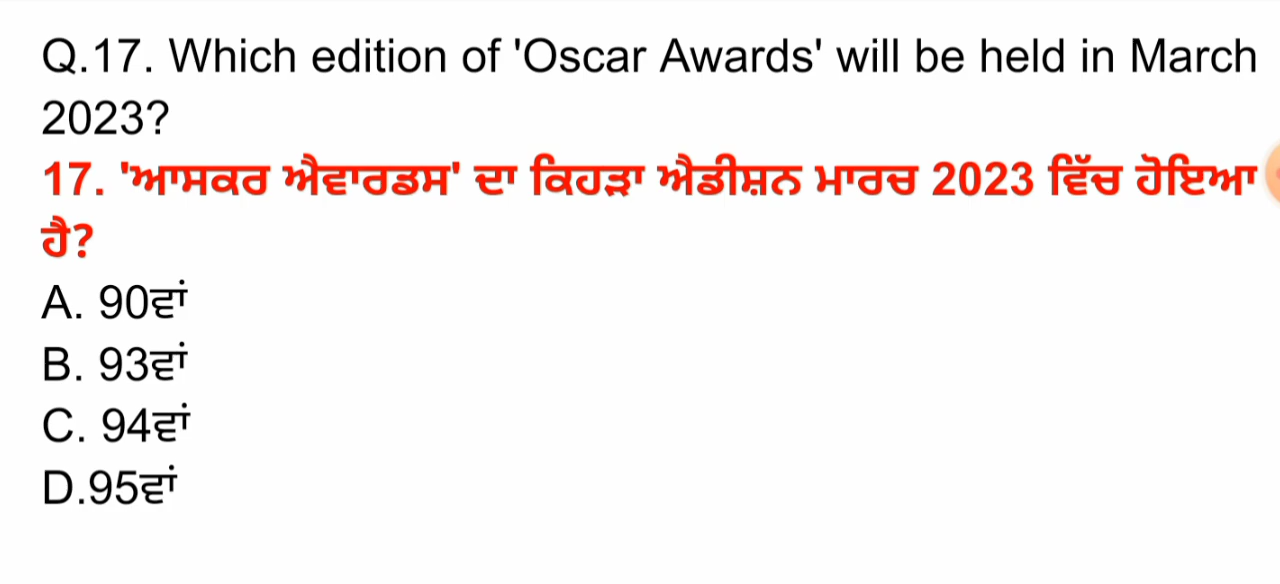 Q.17. Which edition of 'Oscar Awards' will be held in March
2023?
17. 'ਆਸਕਰ ਐਵਾਰਡਸ' ਦਾ ਕਿਹੜਾ ਐਡੀਸ਼ਨ ਮਾਰਚ 2023 ਵਿੱਚ ਹੋਇਆ
ਹੈ?
A. 90ਵਾਂ
B. 93ਵਾਂ
C. 94ਵਾਂ
D.95ਵਾਂ